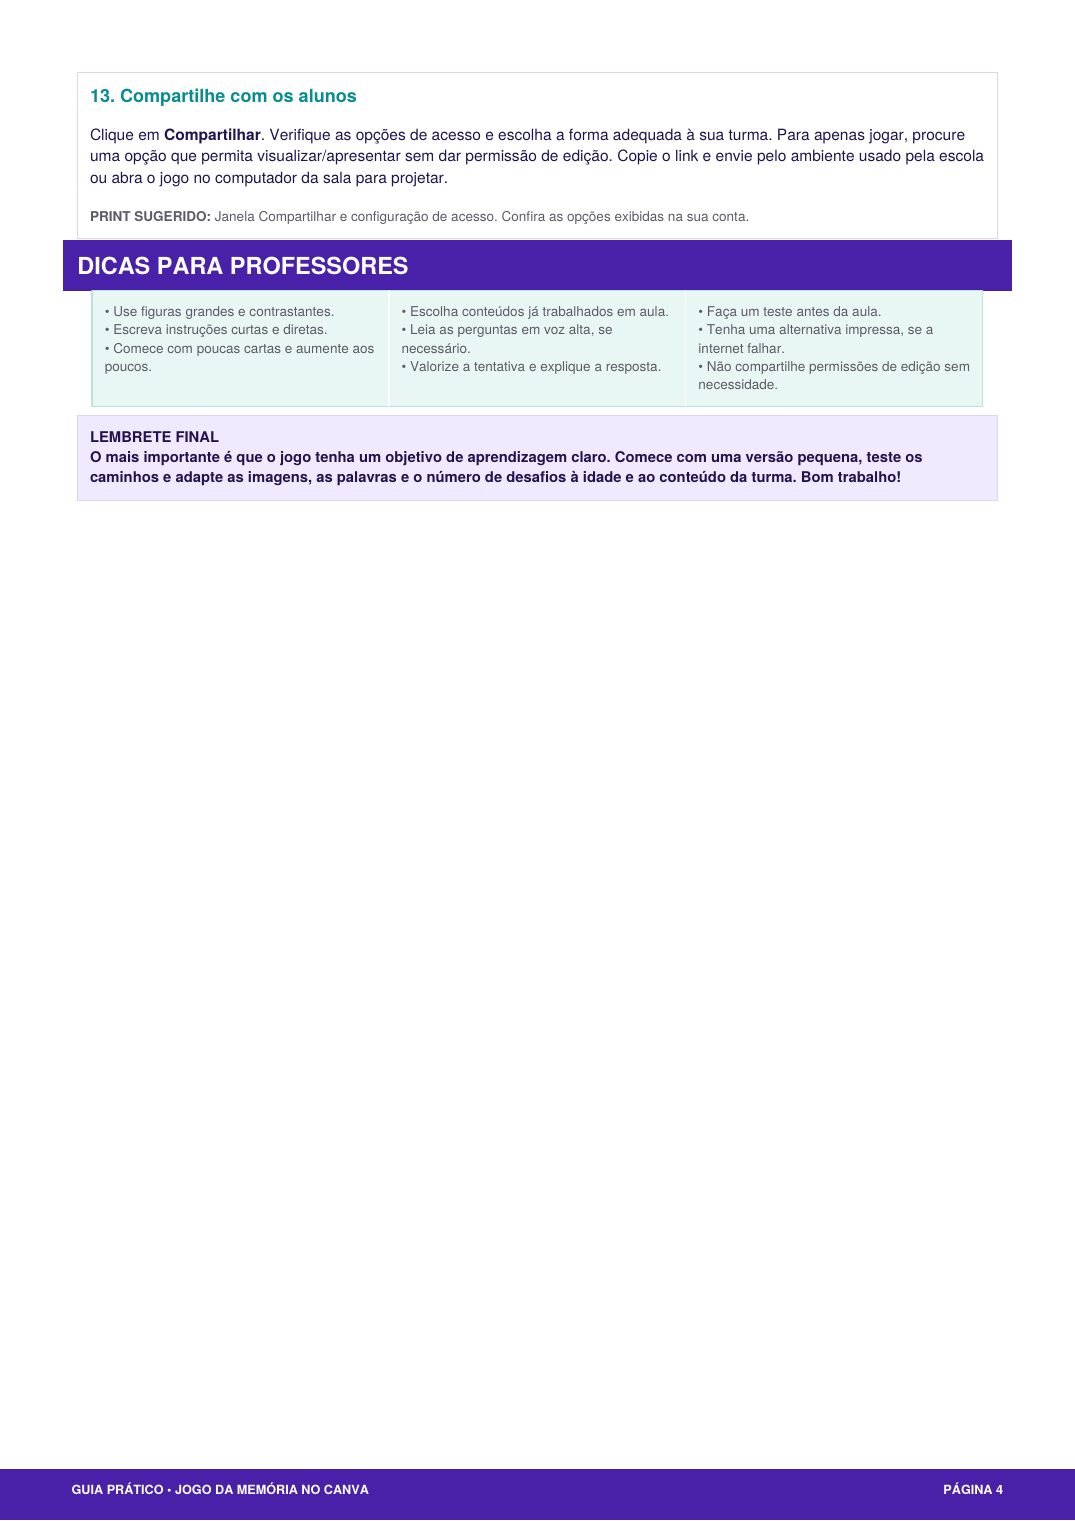 13. Compartilhe com os alunos
Clique em Compartilhar. Verifique as opções de acesso e escolha a forma adequada à sua turma. Para apenas jogar, procure
uma opção que permita visualizar/apresentar sem dar permissão de edição. Copie o link e envie pelo ambiente usado pela escola
ou abra o jogo no computador da sala para projetar.
PRINT SUGERIDO: Janela Compartilhar e configuração de acesso. Confira as opções exibidas na sua conta.
DICAS PARA PROFESSORES
• Use figuras grandes e contrastantes.
• Escreva instruções curtas e diretas.
• Comece com poucas cartas e aumente aos
poucos.
• Escolha conteúdos já trabalhados em aula.
• Leia as perguntas em voz alta, se
necessário.
• Valorize a tentativa e explique a resposta.
• Faça um teste antes da aula.
• Tenha uma alternativa impressa, se a
internet falhar.
• Não compartilhe permissões de edição sem
necessidade.
LEMBRETE FINAL
O mais importante é que o jogo tenha um objetivo de aprendizagem claro. Comece com uma versão pequena, teste os
caminhos e adapte as imagens, as palavras e o número de desafios à idade e ao conteúdo da turma. Bom trabalho!
GUIA PRÁTICO • JOGO DA MEMÓRIA NO CANVA
PÁGINA 4